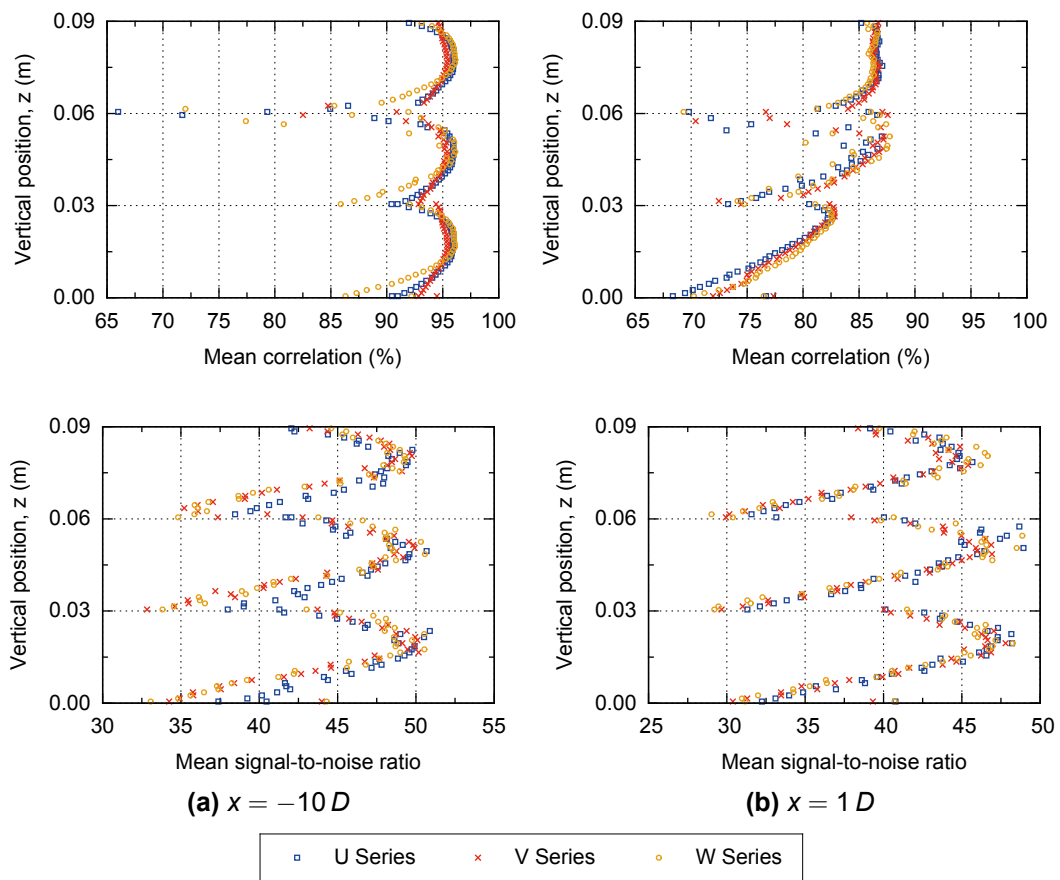 0.09
0.06
0.03
0.00
Vertical position, z (m)
65 70 75 80 85 90 95 100
Mean correlation (%)
0.09
0.06
0.03
0.00
Vertical position, z (m)
65 70 75 80 85 90 95 100
Mean correlation (%)
0.09
0.06
0.03
0.00
Vertical position, z (m)
30 35 40 45 50 55
Mean signal-to-noise ratio
(a) x = −10 D
0.09
0.06
0.03
0.00
Vertical position, z (m)
25 30 35 40 45 50
Mean signal-to-noise ratio
(b) x = 1 D
U Series V Series W Series